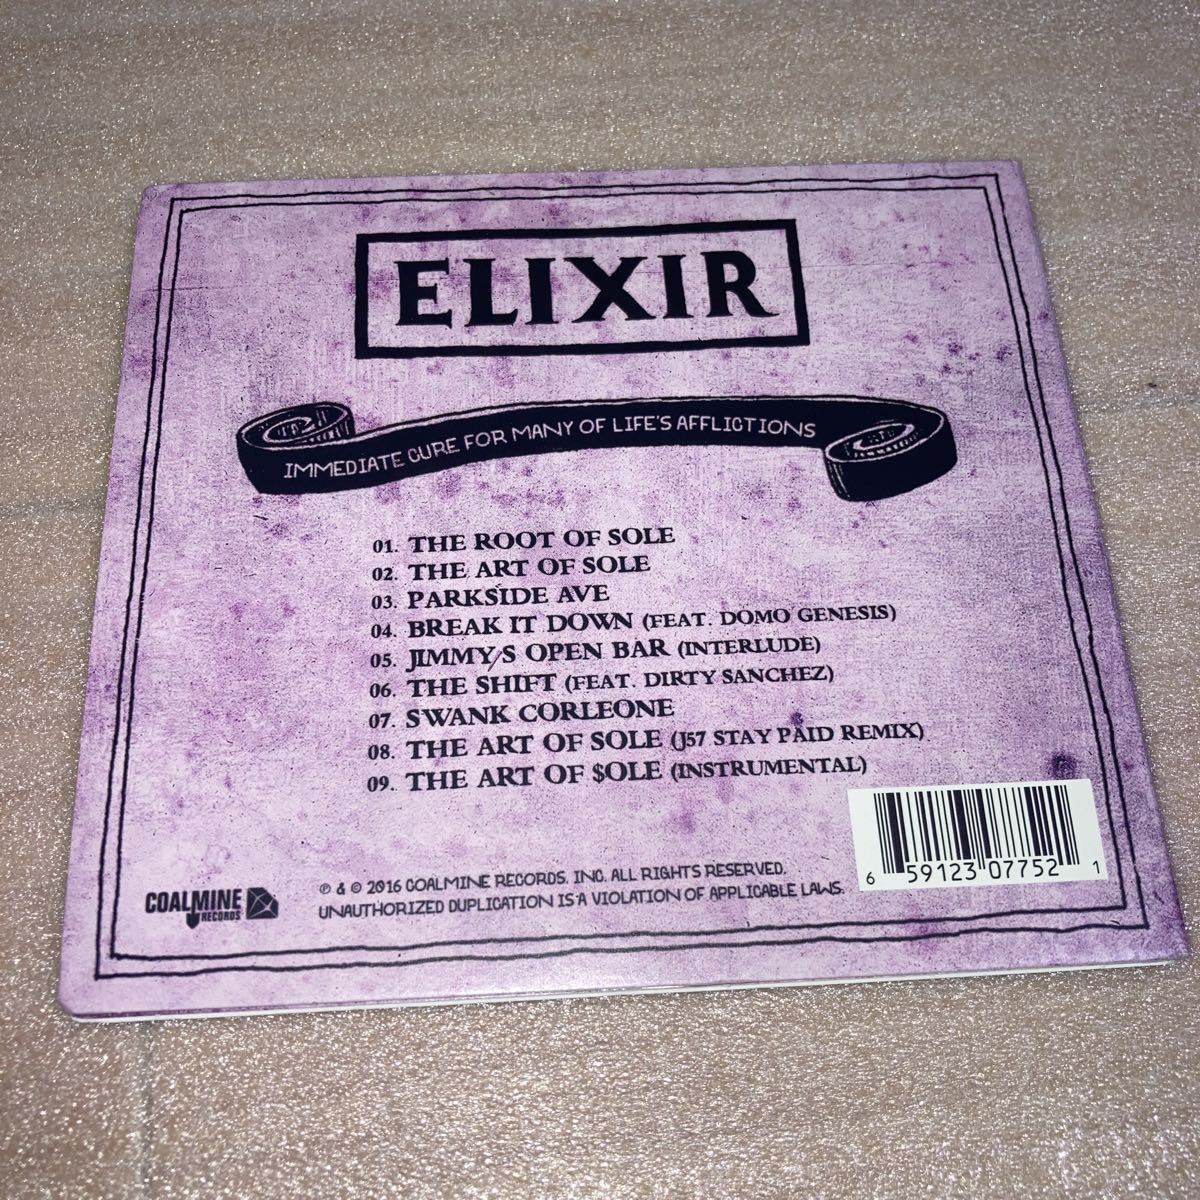 ELIXIR
IMMEDIATE CURE FOR MANY OF LIFE'S AFFLICTIONS
01. THE ROOT OF SOLE
02. THE ART OF SOLE
03. PARKSIDE AVE
04. BREAK IT DOWN (FEAT. DOMO GENESIS)
05. JIMMY'S OPEN BAR (INTERLUDE)
06. THE SHIFT (FEAT. DIRTY SANCHEZ)
07. SWANK CORLEONE
08. THE ART OF SOLE (J57 STAY PAID REMIX)
09. THE ART OF $OLE (INSTRUMENTAL)
COALMINE
RECORDS
℗ & © 2016 COALMINE RECORDS, INC. ALL RIGHTS RESERVED.
UNAUTHORIZED DUPLICATION IS A VIOLATION OF APPLICABLE LAWS.
6 59123 07752 1